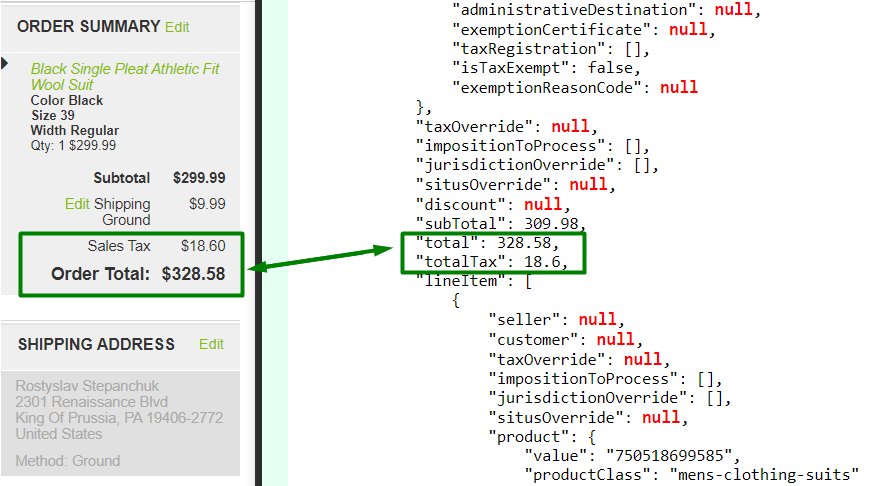 ORDER SUMMARY Edit
Black Single Pleat Athletic Fit
Wool Suit
Color Black
Size 39
Width Regular
Qty: 1 $299.99
Subtotal $299.99
Edit Shipping $9.99
Ground
Sales Tax $18.60
Order Total: $328.58
SHIPPING ADDRESS Edit
Rostyslav Stepanchuk
2301 Renaissance Blvd
King Of Prussia, PA 19406-2772
United States
Method: Ground
"administrativeDestination": null,
"exemptionCertificate": null,
"taxRegistration": [],
"isTaxExempt": false,
"exemptionReasonCode": null
},
"taxOverride": null,
"impositionToProcess": [],
"jurisdictionOverride": [],
"situsOverride": null,
"discount": null,
"subTotal": 309.98,
"total": 328.58,
"totalTax": 18.6,
"lineItem": [
{
"seller": null,
"customer": null,
"taxOverride": null,
"impositionToProcess": [],
"jurisdictionOverride": [],
"situsOverride": null,
"product": {
"value": "750518699585",
"productClass": "mens-clothing-suits"